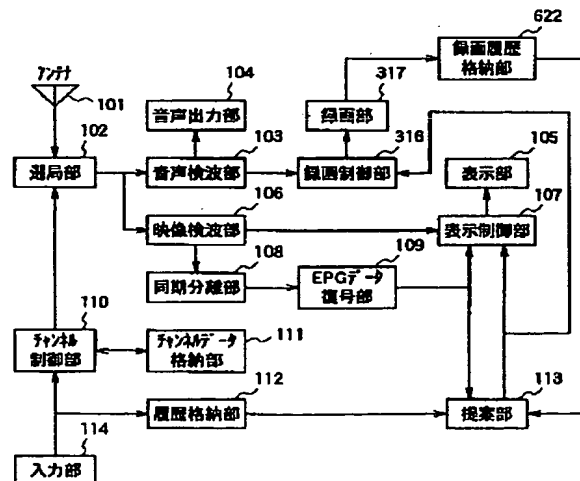 622
録画履歴
格納部
アンテナ
101
104
音声出力部
317
録画部
102
103
316
105
表示部
選局部
音声検波部
録画制御部
106
107
映像検波部
表示制御部
108
109
同期分離部
EPGデータ
復号部
110
チャンネル
制御部
チャンネルデータ
格納部
111
112
113
履歴格納部
提案部
114
入力部